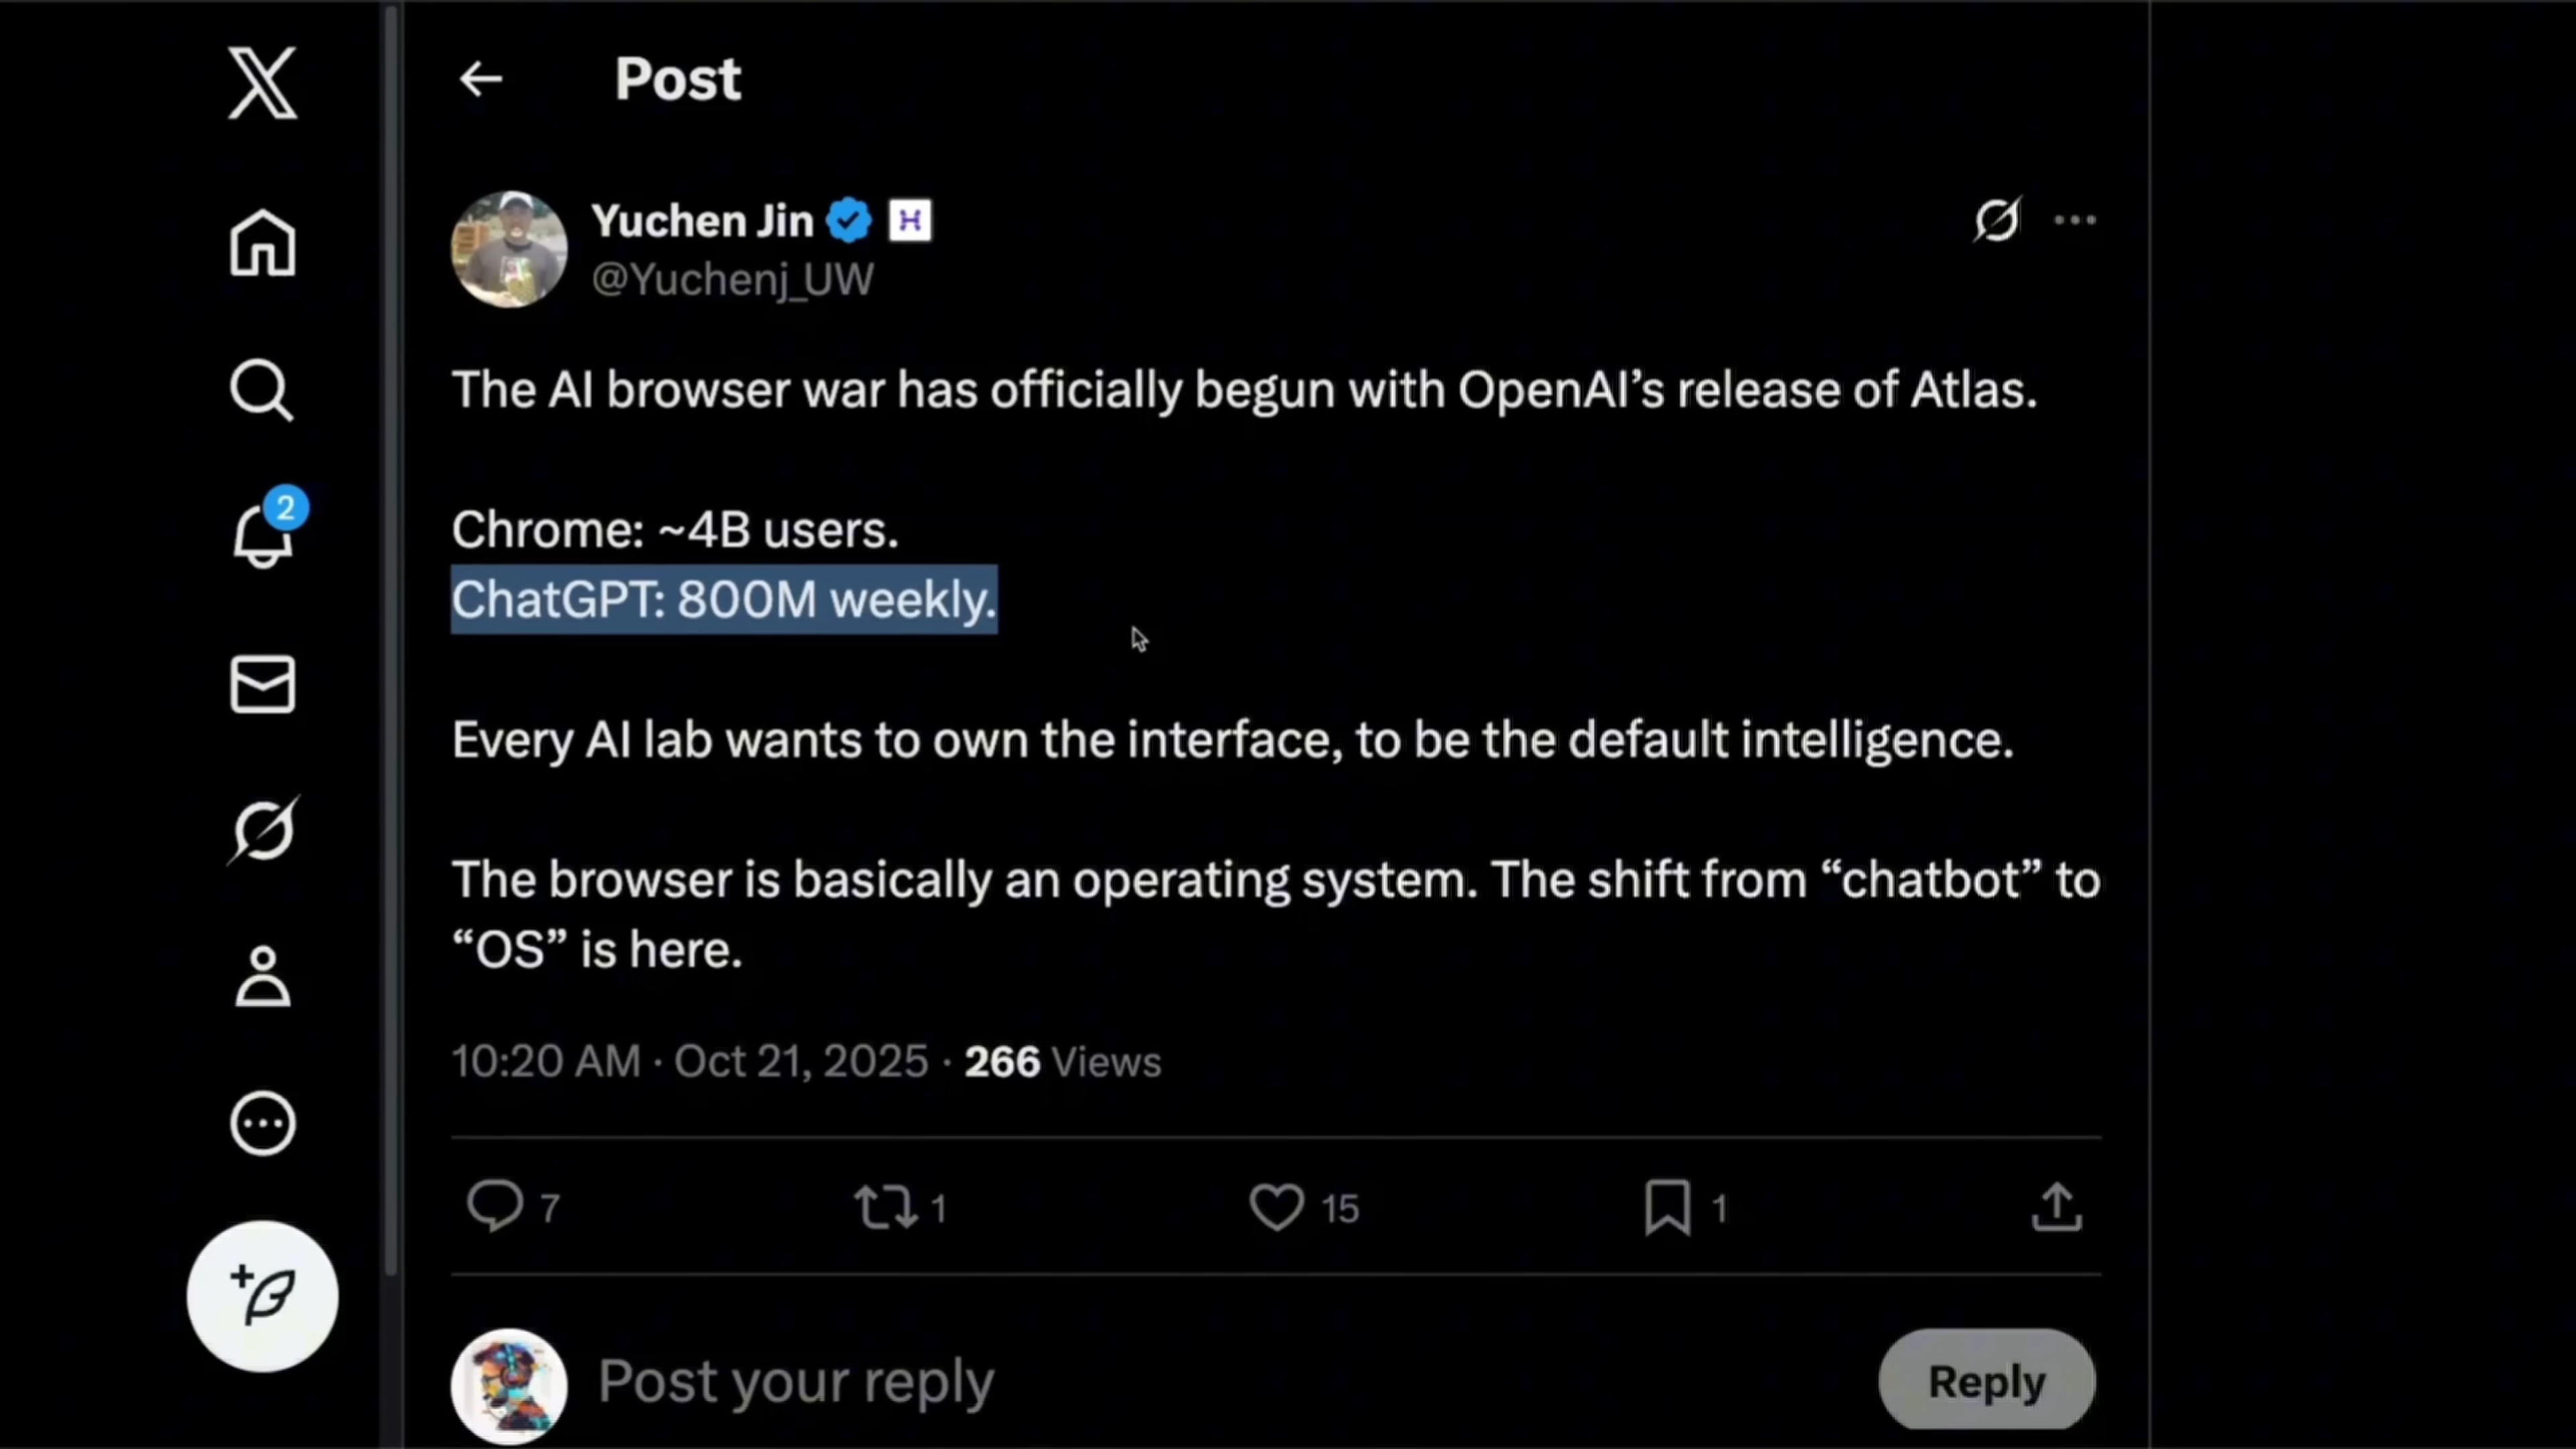 Post
Yuchen Jin
@Yuchenj_UW
The AI browser war has officially begun with OpenAI’s release of Atlas.
Chrome: ~4B users.
ChatGPT: 800M weekly.
Every AI lab wants to own the interface, to be the default intelligence.
The browser is basically an operating system. The shift from “chatbot” to
“OS” is here.
10:20 AM · Oct 21, 2025 · 266 Views
2
7 1 15 1
Post your reply
Reply